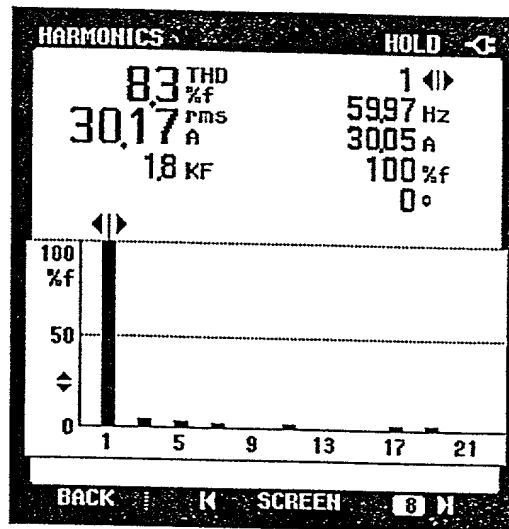 HARMONICS HOLD
8.3 THD %f 1
30.17 rms A 59.97 Hz
30.05 A
1.8 KF 100 %f
0°
100
%f
50
0
1 5 9 13 17 21
BACK SCREEN 8